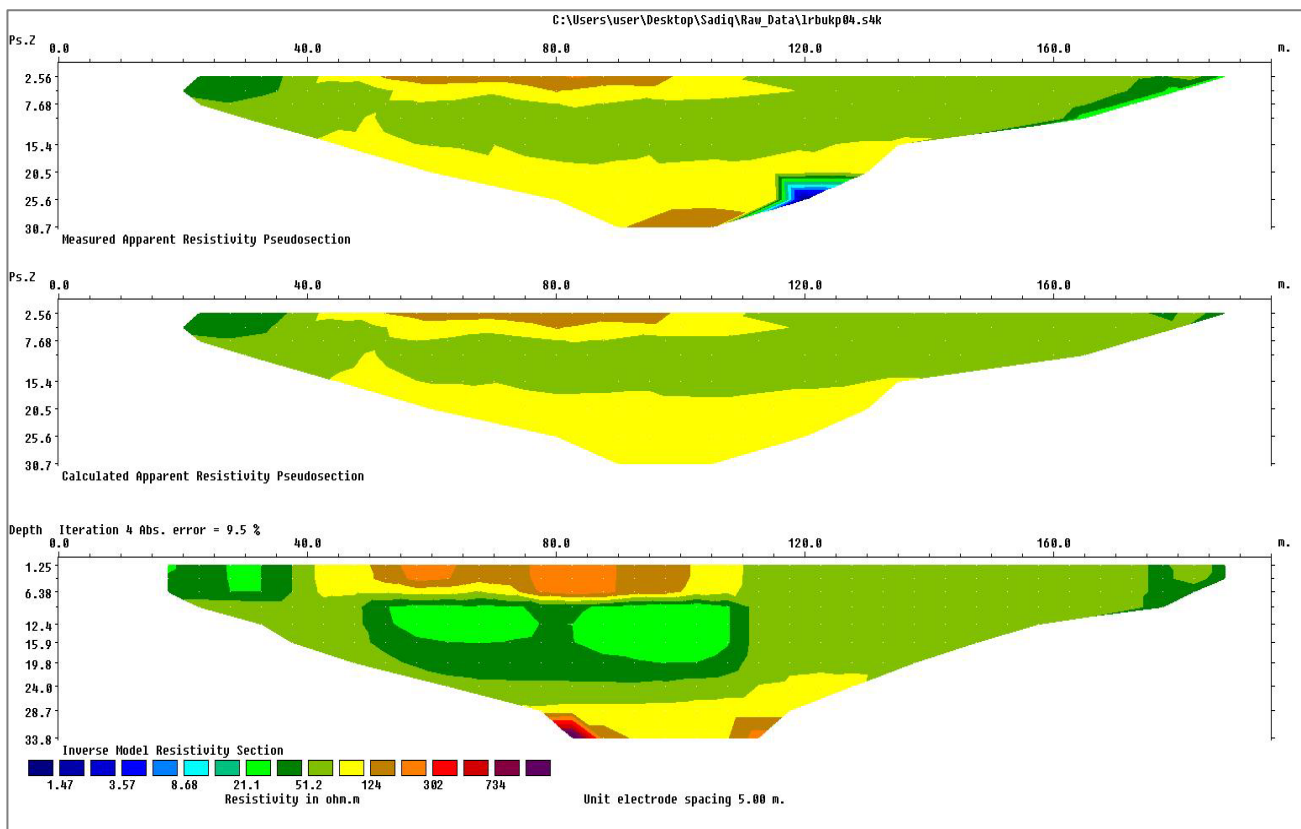 C:\Users\user\Desktop\Sadiq\Raw_Data\lrbukp04.s4k
Ps.Z 0.0 40.0 80.0 120.0 160.0 m.
2.56
7.68
15.4
20.5
25.6
30.7
Measured Apparent Resistivity Pseudosection
Ps.Z 0.0 40.0 80.0 120.0 160.0 m.
2.56
7.68
15.4
20.5
25.6
30.7
Calculated Apparent Resistivity Pseudosection
Depth Iteration 4 Abs. error = 9.5 %
0.0 40.0 80.0 120.0 160.0 m.
1.25
6.38
12.4
15.9
19.8
24.0
28.7
33.8
Inverse Model Resistivity Section
1.47 3.57 8.68 21.1 51.2 124 302 734
Resistivity in ohm.m Unit electrode spacing 5.00 m.